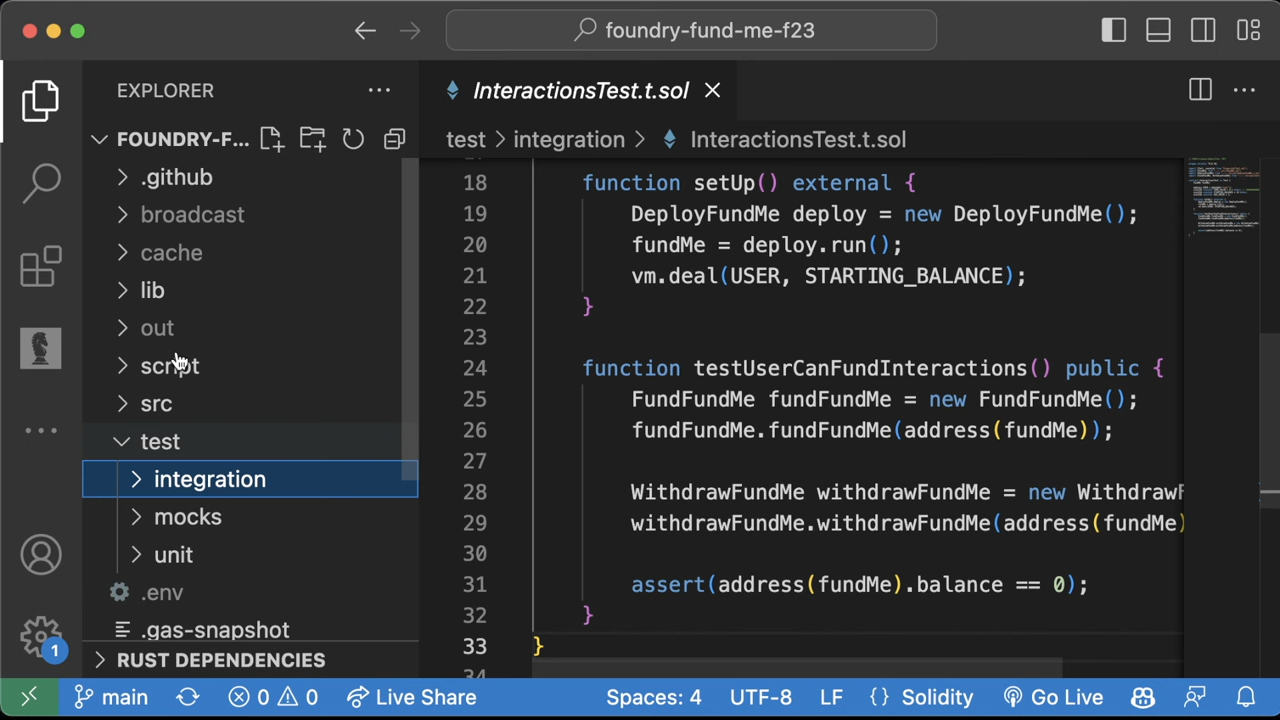 foundry-fund-me-f23
EXPLORER
InteractionsTest.t.sol
FOUNDRY-F...
test > integration > InteractionsTest.t.sol
.github
broadcast
cache
lib
out
script
src
test
integration
mocks
unit
.env
.gas-snapshot
RUST DEPENDENCIES
18 function setUp() external {
19 DeployFundMe deploy = new DeployFundMe();
20 fundMe = deploy.run();
21 vm.deal(USER, STARTING_BALANCE);
22 }
23
24 function testUserCanFundInteractions() public {
25 FundFundMe fundFundMe = new FundFundMe();
26 fundFundMe.fundFundMe(address(fundMe));
27
28 WithdrawFundMe withdrawFundMe = new WithdrawF
29 withdrawFundMe.withdrawFundMe(address(fundMe)
30
31 assert(address(fundMe).balance == 0);
32 }
33 }
34
1
main 0 0 Live Share Spaces: 4 UTF-8 LF {} Solidity Go Live